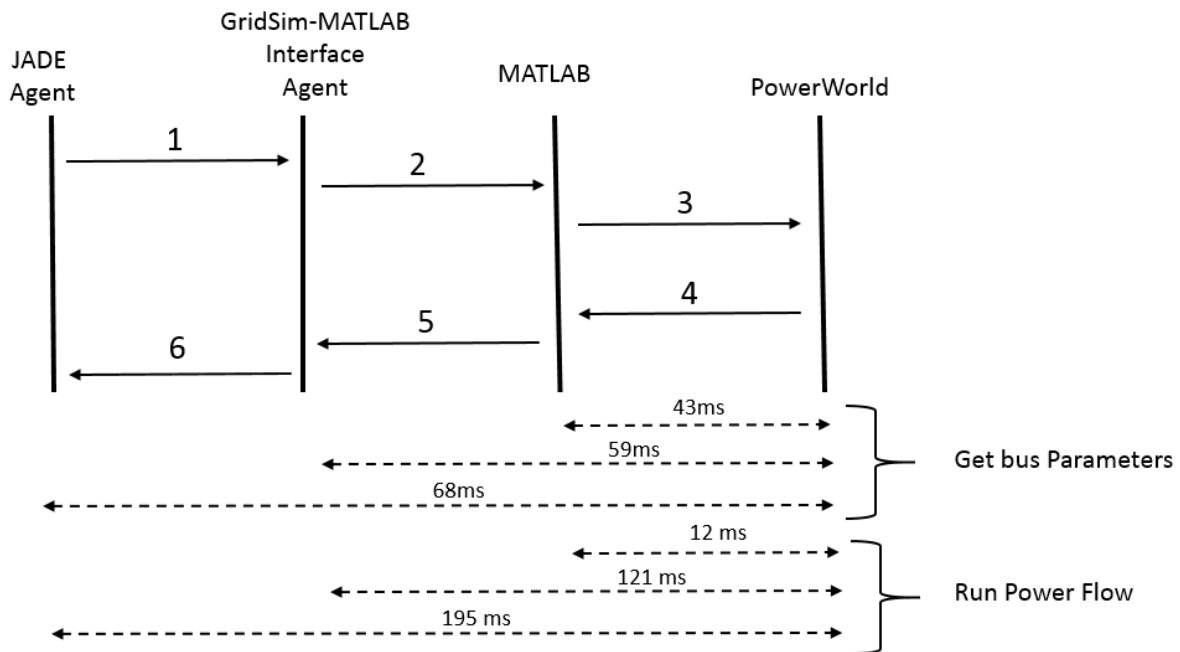 JADE
Agent
GridSim-MATLAB
Interface
Agent
MATLAB
PowerWorld
1
2
3
4
5
6
43ms
59ms
68ms
Get bus Parameters
12 ms
121 ms
195 ms
Run Power Flow